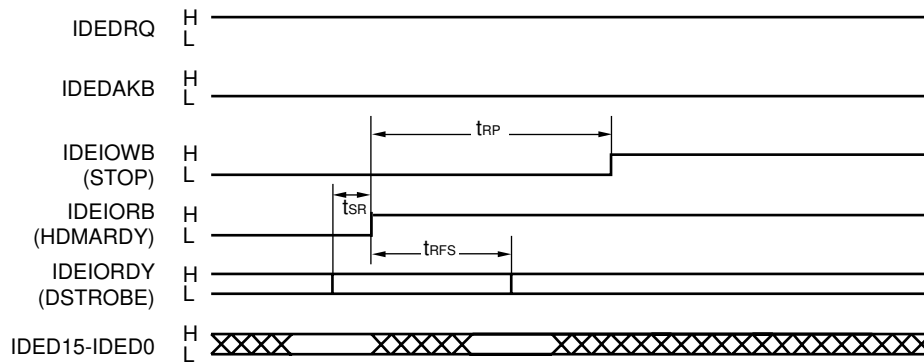 IDEDRQ H
L
IDEDAKB H
L
tRP
IDEIOWB H
(STOP) L
tSR
IDEIORB H
(HDMARDY) L
tRFS
IDEIORDY H
(DSTROBE) L
IDED15-IDED0 H
L